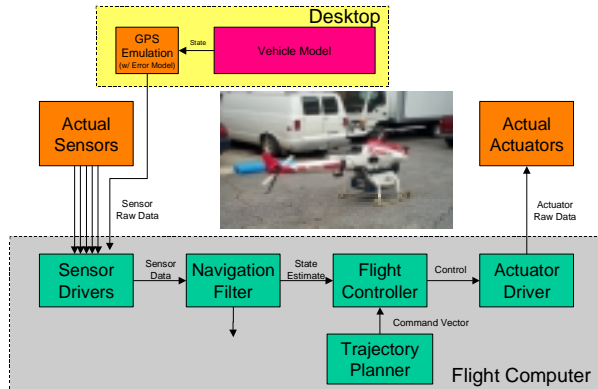 Desktop
GPS
Emulation
(w/ Error Model)
State
Vehicle Model
Actual
Sensors
Actual
Actuators
Sensor
Raw Data
Actuator
Raw Data
Sensor
Drivers
Sensor
Data
Navigation
Filter
State
Estimate
Flight
Controller
Control
Actuator
Driver
Command Vector
Trajectory
Planner
Flight Computer